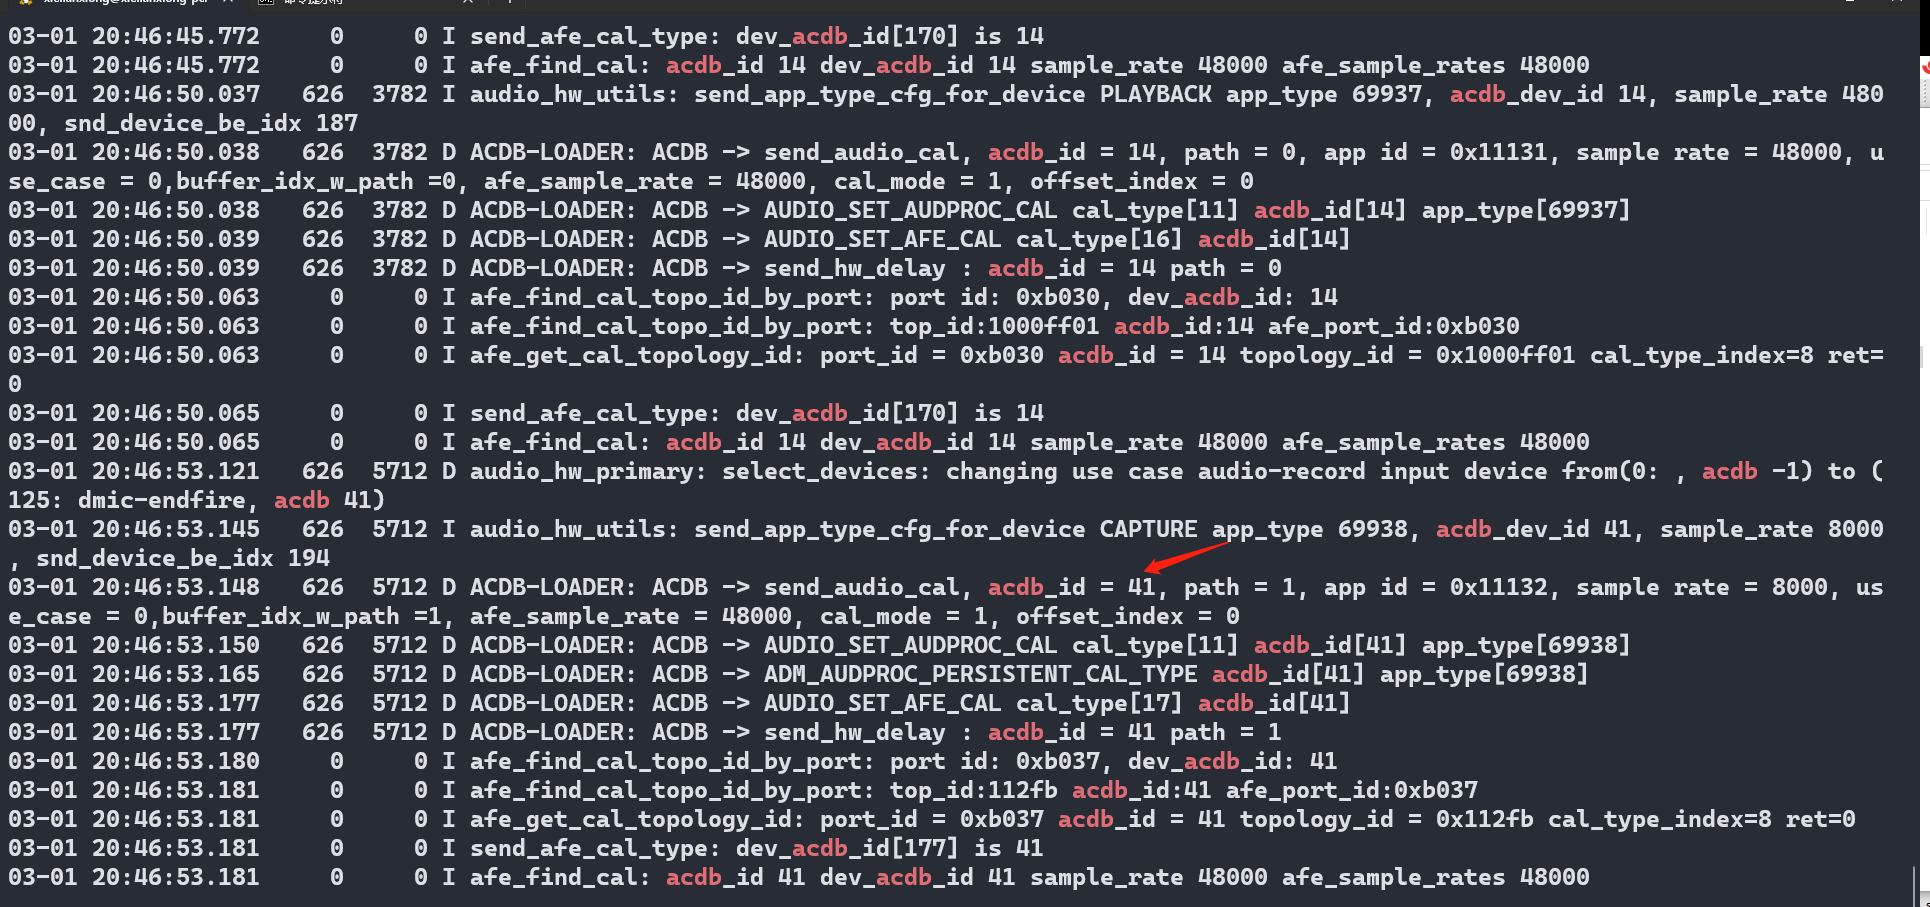 03-01 20:46:45.772     0     0 I send_afe_cal_type: dev_acdb_id[170] is 14
03-01 20:46:45.772     0     0 I afe_find_cal: acdb_id 14 dev_acdb_id 14 sample_rate 48000 afe_sample_rates 48000
03-01 20:46:50.037   626  3782 I audio_hw_utils: send_app_type_cfg_for_device PLAYBACK app_type 69937, acdb_dev_id 14, sample_rate 480
00, snd_device_be_idx 187
03-01 20:46:50.038   626  3782 D ACDB-LOADER: ACDB -> send_audio_cal, acdb_id = 14, path = 0, app id = 0x11131, sample rate = 48000, u
se_case = 0,buffer_idx_w_path =0, afe_sample_rate = 48000, cal_mode = 1, offset_index = 0
03-01 20:46:50.038   626  3782 D ACDB-LOADER: ACDB -> AUDIO_SET_AUDPROC_CAL cal_type[11] acdb_id[14] app_type[69937]
03-01 20:46:50.039   626  3782 D ACDB-LOADER: ACDB -> AUDIO_SET_AFE_CAL cal_type[16] acdb_id[14]
03-01 20:46:50.039   626  3782 D ACDB-LOADER: ACDB -> send_hw_delay : acdb_id = 14 path = 0
03-01 20:46:50.063     0     0 I afe_find_cal_topo_id_by_port: port id: 0xb030, dev_acdb_id: 14
03-01 20:46:50.063     0     0 I afe_find_cal_topo_id_by_port: top_id:1000ff01 acdb_id:14 afe_port_id:0xb030
03-01 20:46:50.063     0     0 I afe_get_cal_topology_id: port_id = 0xb030 acdb_id = 14 topology_id = 0x1000ff01 cal_type_index=8 ret=
0
03-01 20:46:50.065     0     0 I send_afe_cal_type: dev_acdb_id[170] is 14
03-01 20:46:50.065     0     0 I afe_find_cal: acdb_id 14 dev_acdb_id 14 sample_rate 48000 afe_sample_rates 48000
03-01 20:46:53.121   626  5712 D audio_hw_primary: select_devices: changing use case audio-record input device from(0: , acdb -1) to (
125: dmic-endfire, acdb 41)
03-01 20:46:53.145   626  5712 I audio_hw_utils: send_app_type_cfg_for_device CAPTURE app_type 69938, acdb_dev_id 41, sample_rate 8000
, snd_device_be_idx 194
03-01 20:46:53.148   626  5712 D ACDB-LOADER: ACDB -> send_audio_cal, acdb_id = 41, path = 1, app id = 0x11132, sample rate = 8000, us
e_case = 0,buffer_idx_w_path =1, afe_sample_rate = 48000, cal_mode = 1, offset_index = 0
03-01 20:46:53.150   626  5712 D ACDB-LOADER: ACDB -> AUDIO_SET_AUDPROC_CAL cal_type[11] acdb_id[41] app_type[69938]
03-01 20:46:53.165   626  5712 D ACDB-LOADER: ACDB -> ADM_AUDPROC_PERSISTENT_CAL_TYPE acdb_id[41] app_type[69938]
03-01 20:46:53.177   626  5712 D ACDB-LOADER: ACDB -> AUDIO_SET_AFE_CAL cal_type[17] acdb_id[41]
03-01 20:46:53.177   626  5712 D ACDB-LOADER: ACDB -> send_hw_delay : acdb_id = 41 path = 1
03-01 20:46:53.180     0     0 I afe_find_cal_topo_id_by_port: port id: 0xb037, dev_acdb_id: 41
03-01 20:46:53.181     0     0 I afe_find_cal_topo_id_by_port: top_id:112fb acdb_id:41 afe_port_id:0xb037
03-01 20:46:53.181     0     0 I afe_get_cal_topology_id: port_id = 0xb037 acdb_id = 41 topology_id = 0x112fb cal_type_index=8 ret=0
03-01 20:46:53.181     0     0 I send_afe_cal_type: dev_acdb_id[177] is 41
03-01 20:46:53.181     0     0 I afe_find_cal: acdb_id 41 dev_acdb_id 41 sample_rate 48000 afe_sample_rates 48000